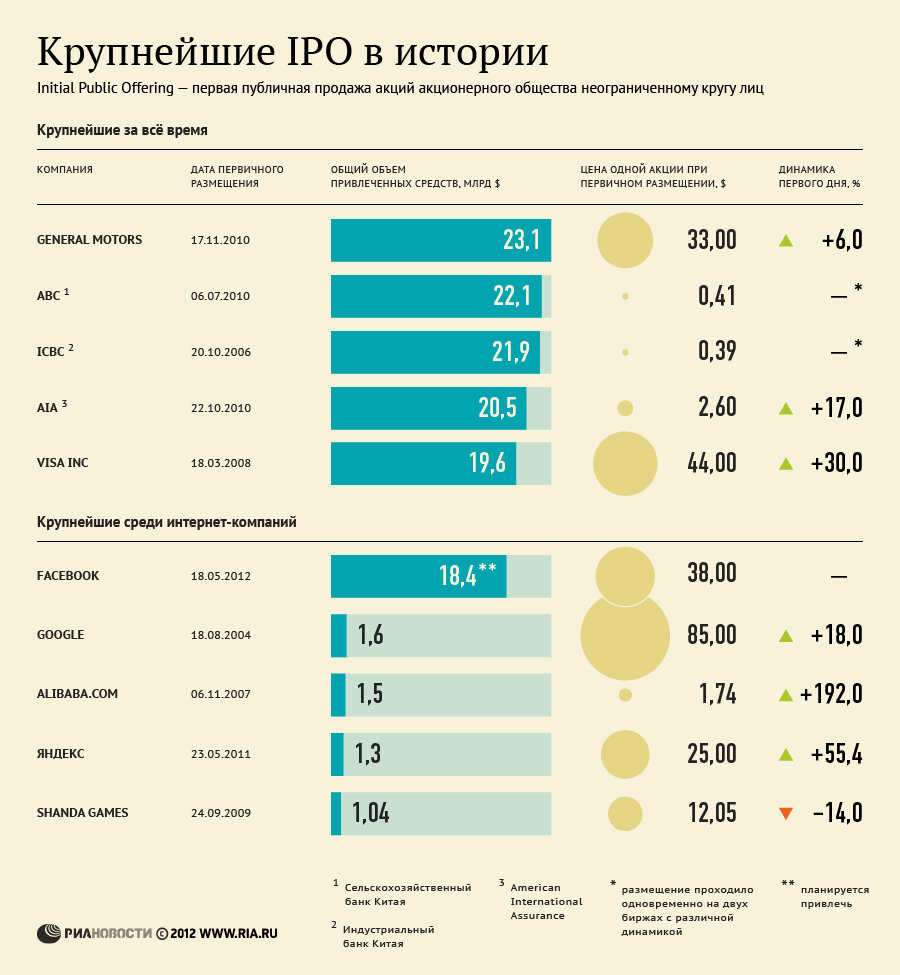 Крупнейшие IPO в истории
Initial Public Offering — первая публичная продажа акций акционерного общества неограниченному кругу лиц
Крупнейшие за всё время
КОМПАНИЯ
ДАТА ПЕРВИЧНОГО
РАЗМЕЩЕНИЯ
ОБЩИЙ ОБЪЕМ
ПРИВЛЕЧЕННЫХ СРЕДСТВ, МЛРД $
ЦЕНА ОДНОЙ АКЦИИ ПРИ
ПЕРВИЧНОМ РАЗМЕЩЕНИИ, $
ДИНАМИКА
ПЕРВОГО ДНЯ, %
GENERAL MOTORS 17.11.2010 23,1 33,00 +6,0
ABC 1 06.07.2010 22,1 0,41 — *
ICBC 2 20.10.2006 21,9 0,39 — *
AIA 3 22.10.2010 20,5 2,60 +17,0
VISA INC 18.03.2008 19,6 44,00 +30,0
Крупнейшие среди интернет-компаний
FACEBOOK 18.05.2012 18,4** 38,00 —
GOOGLE 18.08.2004 1,6 85,00 +18,0
ALIBABA.COM 06.11.2007 1,5 1,74 +192,0
ЯНДЕКС 23.05.2011 1,3 25,00 +55,4
SHANDA GAMES 24.09.2009 1,04 12,05 –14,0
1 Сельскохозяйственный
банк Китая
2 Индустриальный
банк Китая
3 American
International
Assurance
* размещение проходило
одновременно на двух
биржах с различной
динамикой
** планируется
привлечь
РИАНОВОСТИ © 2012 WWW.RIA.RU